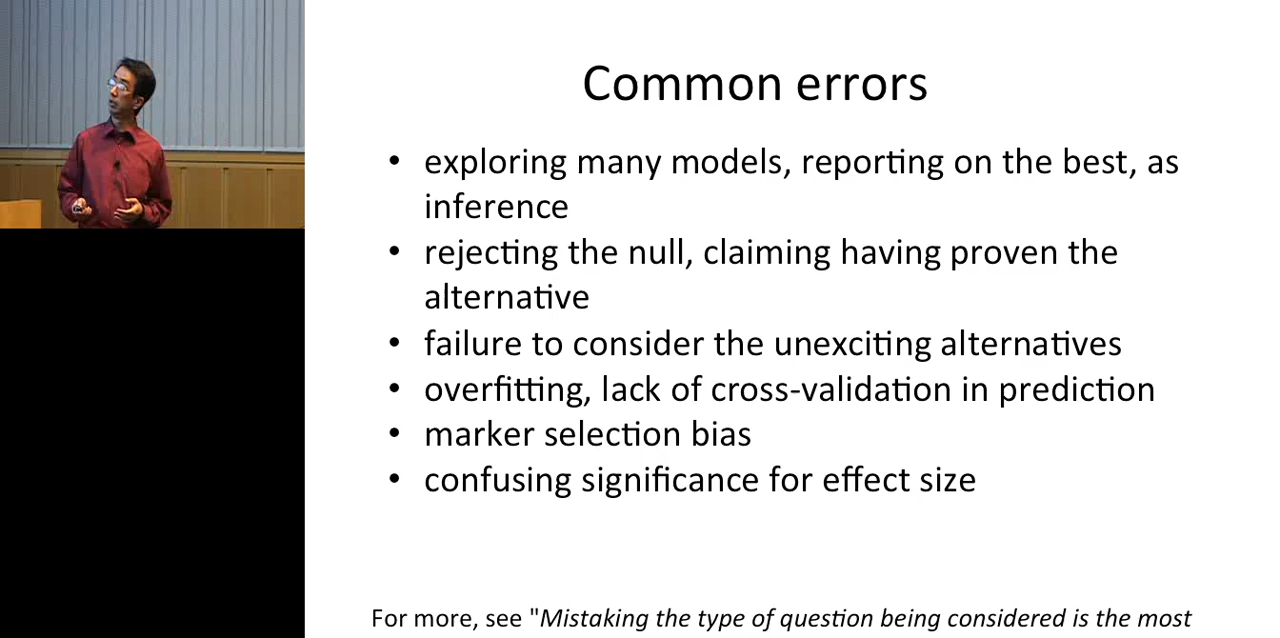 Common errors
• exploring many models, reporting on the best, as
inference
• rejecting the null, claiming having proven the
alternative
• failure to consider the unexciting alternatives
• overfitting, lack of cross-validation in prediction
• marker selection bias
• confusing significance for effect size
For more, see "Mistaking the type of question being considered is the most